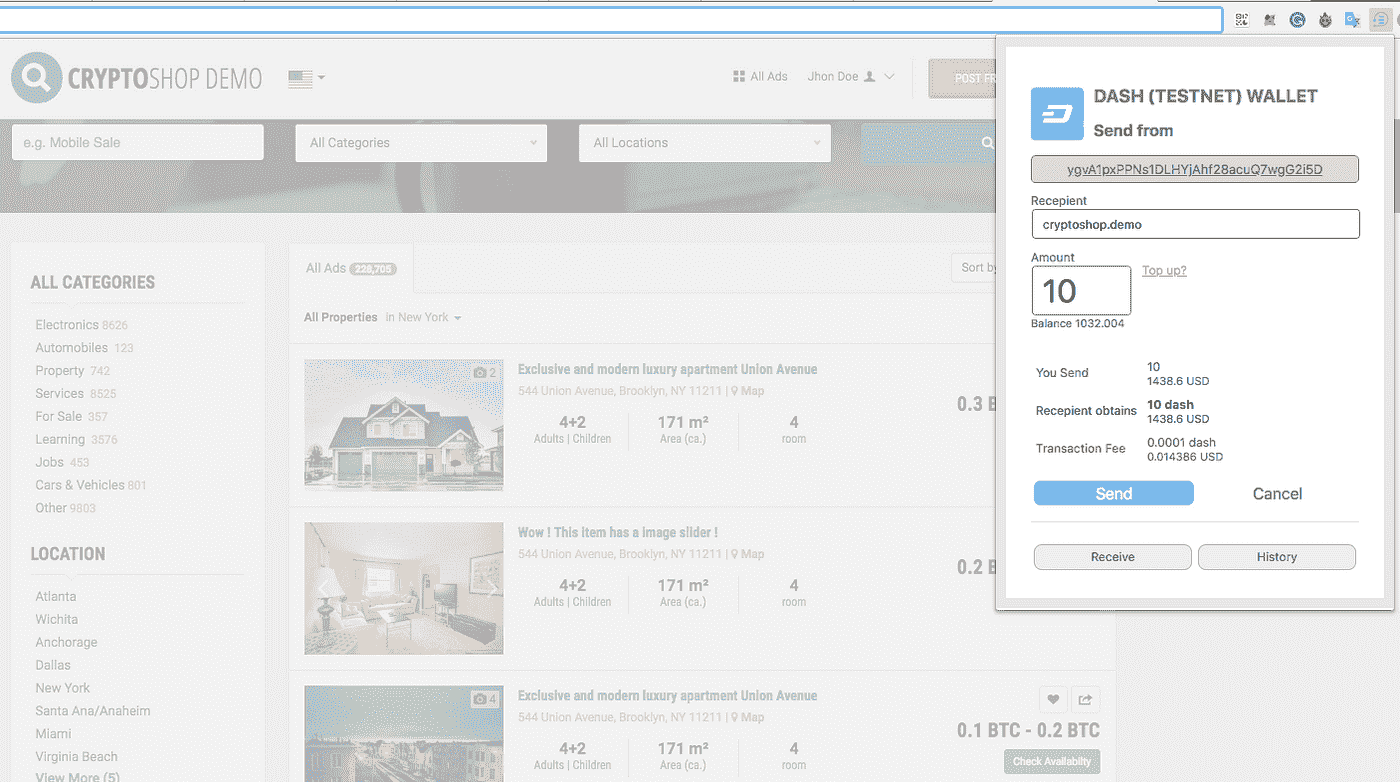 CRYPTOSHOP DEMO
All Ads
Jhon Doe
POST FR
e.g. Mobile Sale
All Categories
All Locations
ALL CATEGORIES
Electronics 8626
Automobiles 123
Property 742
Services 8525
For Sale 357
Learning 3576
Jobs 453
Cars & Vehicles 801
Other 9803
LOCATION
Atlanta
Wichita
Anchorage
Dallas
New York
Santa Ana/Anaheim
Miami
Virginia Beach
View More (5)
All Ads 228,705
Sort by
All Properties in New York
2
Exclusive and modern luxury apartment Union Avenue
544 Union Avenue, Brooklyn, NY 11211 | Map
4+2 171 m² 4
Adults | Children Area (ca.) room
0.3 B
Wow ! This item has a image slider !
544 Union Avenue, Brooklyn, NY 11211 | Map
4+2 171 m² 4
Adults | Children Area (ca.) room
0.2 B
4
Exclusive and modern luxury apartment Union Avenue
544 Union Avenue, Brooklyn, NY 11211 | Map
4+2 171 m² 4
Adults | Children Area (ca.) room
0.1 BTC - 0.2 BTC
Check Availabilty
DASH (TESTNET) WALLET
Send from
ygvA1pxPPNs1DLHYjAhf28acuQ7wgG2i5D
Recepient
cryptoshop.demo
Amount
10
Top up?
Balance 1032.004
You Send 10
1438.6 USD
Recepient obtains 10 dash
1438.6 USD
Transaction Fee 0.0001 dash
0.014386 USD
Send Cancel
Receive History